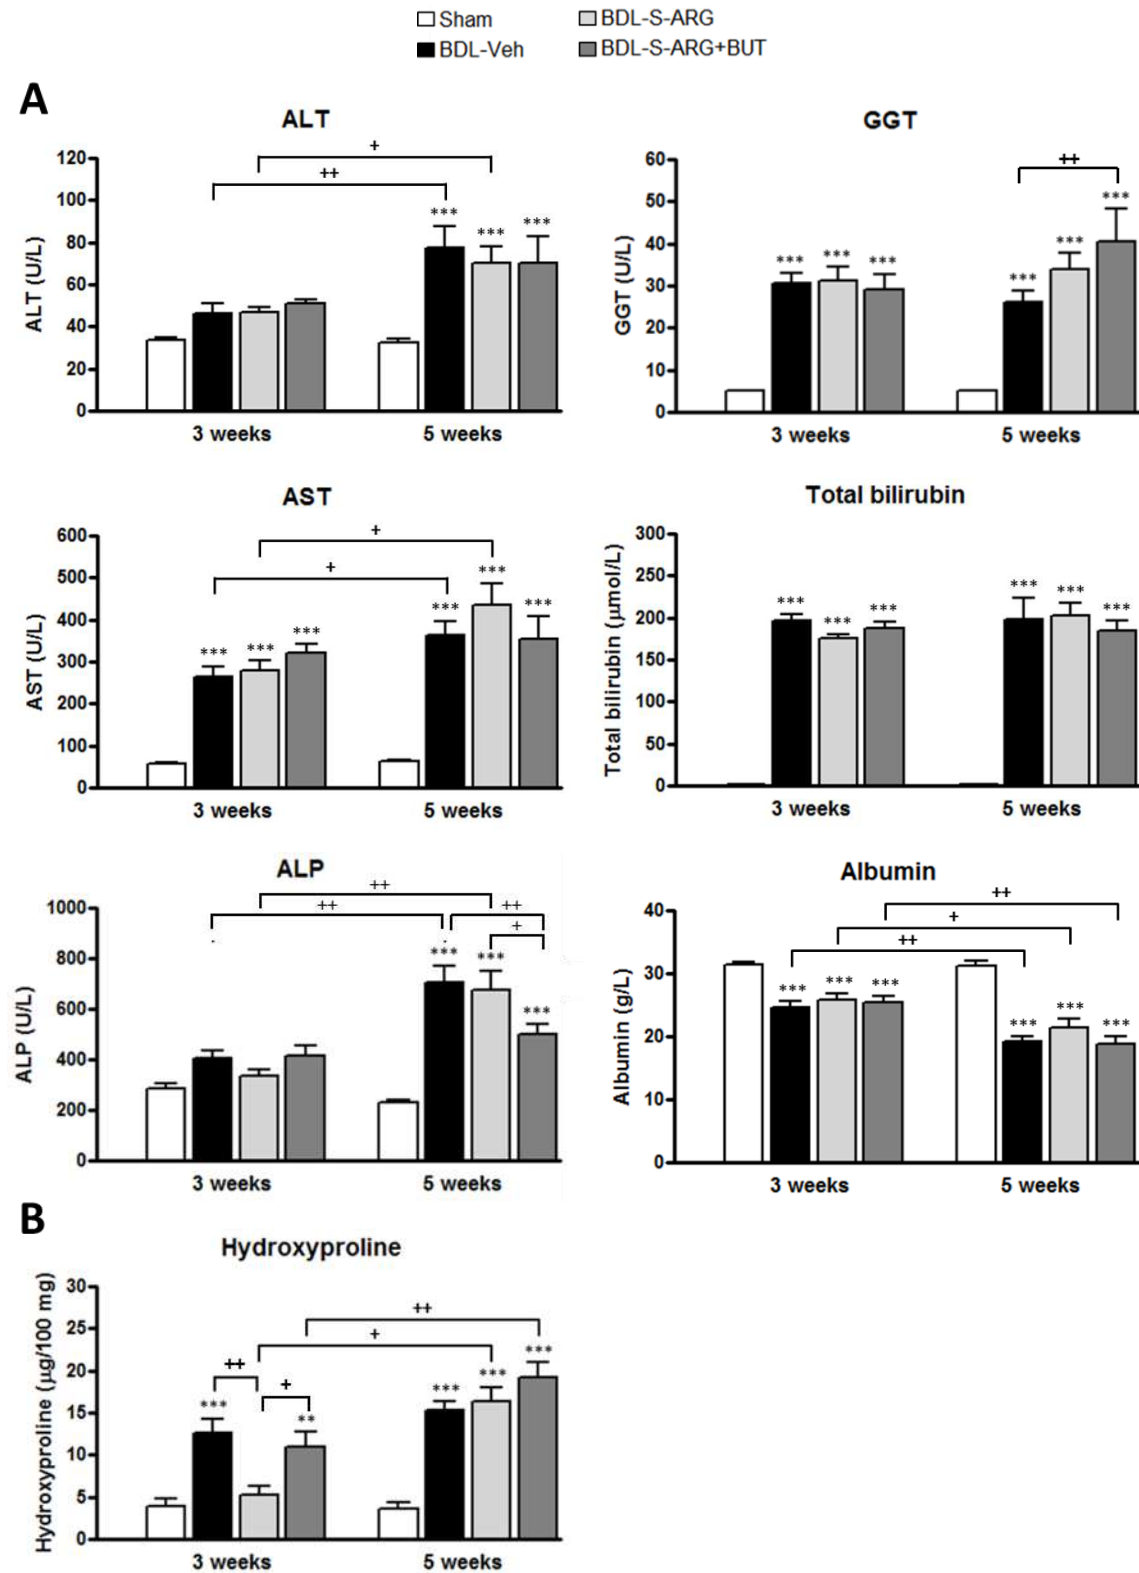 Sham
BDL-S-ARG
BDL-Veh
BDL-S-ARG+BUT
A
ALT
ALT (U/L)
120
100
80
60
40
20
0
+
++
***
***
***
3 weeks
5 weeks
GGT
GGT (U/L)
60
50
40
30
20
10
0
++
***
***
***
***
***
***
3 weeks
5 weeks
AST
AST (U/L)
600
500
400
300
200
100
0
+
+
***
***
***
***
***
***
3 weeks
5 weeks
Total bilirubin
Total bilirubin (μmol/L)
300
250
200
150
100
50
0
***
***
***
***
***
***
3 weeks
5 weeks
ALP
ALP (U/L)
1000
800
600
400
200
0
++
++
++
+
***
***
***
3 weeks
5 weeks
Albumin
Albumin (g/L)
40
30
20
10
0
++
+
++
***
***
***
***
***
***
3 weeks
5 weeks
B
Hydroxyproline
Hydroxyproline (μg/100 mg)
30
25
20
15
10
5
0
++
+
++
+
***
**
***
***
***
3 weeks
5 weeks